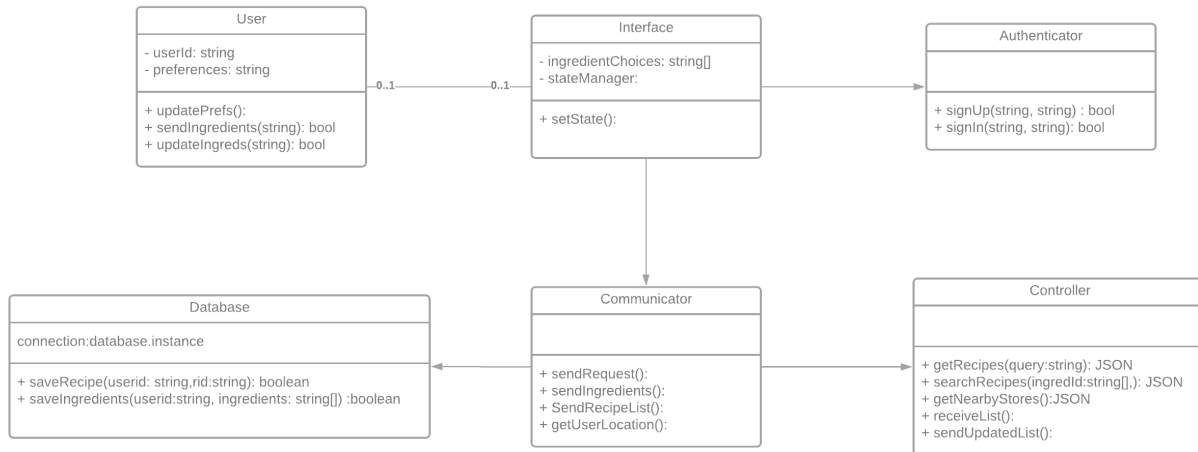 User
- userId: string
- preferences: string
+ updatePrefs():
+ sendIngredients(string): bool
+ updateIngreds(string): bool
0..1
0..1
Interface
- ingredientChoices: string[]
- stateManager:
+ setState():
Authenticator
+ signUp(string, string) : bool
+ signIn(string, string): bool
Database
connection:database.instance
+ saveRecipe(userid: string,rid:string): boolean
+ saveIngredients(userid:string, ingredients: string[]) :boolean
Communicator
+ sendRequest():
+ sendIngredients():
+ SendRecipeList():
+ getUserLocation():
Controller
+ getRecipes(query:string): JSON
+ searchRecipes(ingredId:string[],): JSON
+ getNearbyStores():JSON
+ receiveList():
+ sendUpdatedList():